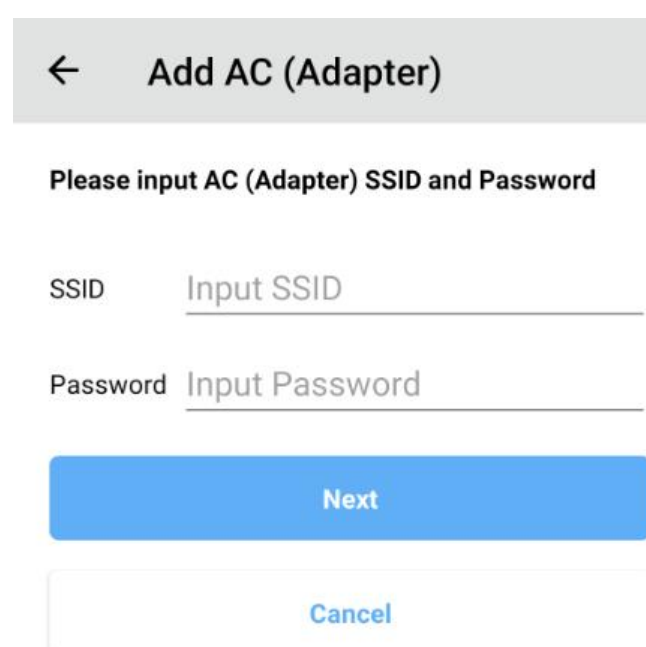 Add AC (Adapter)
Please input AC (Adapter) SSID and Password
SSID Input SSID
Password Input Password
Next
Cancel